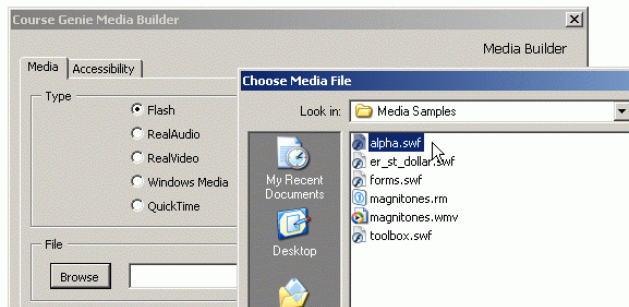 Course Genie Media Builder
Media Builder
Media
Accessibility
Type
Flash
RealAudio
RealVideo
Windows Media
QuickTime
File
Browse
Choose Media File
Look in:
Media Samples
My Recent
Documents
Desktop
alpha.swf
er_st_dollar.swf
forms.swf
magnitones.rm
magnitones.wmv
toolbox.swf